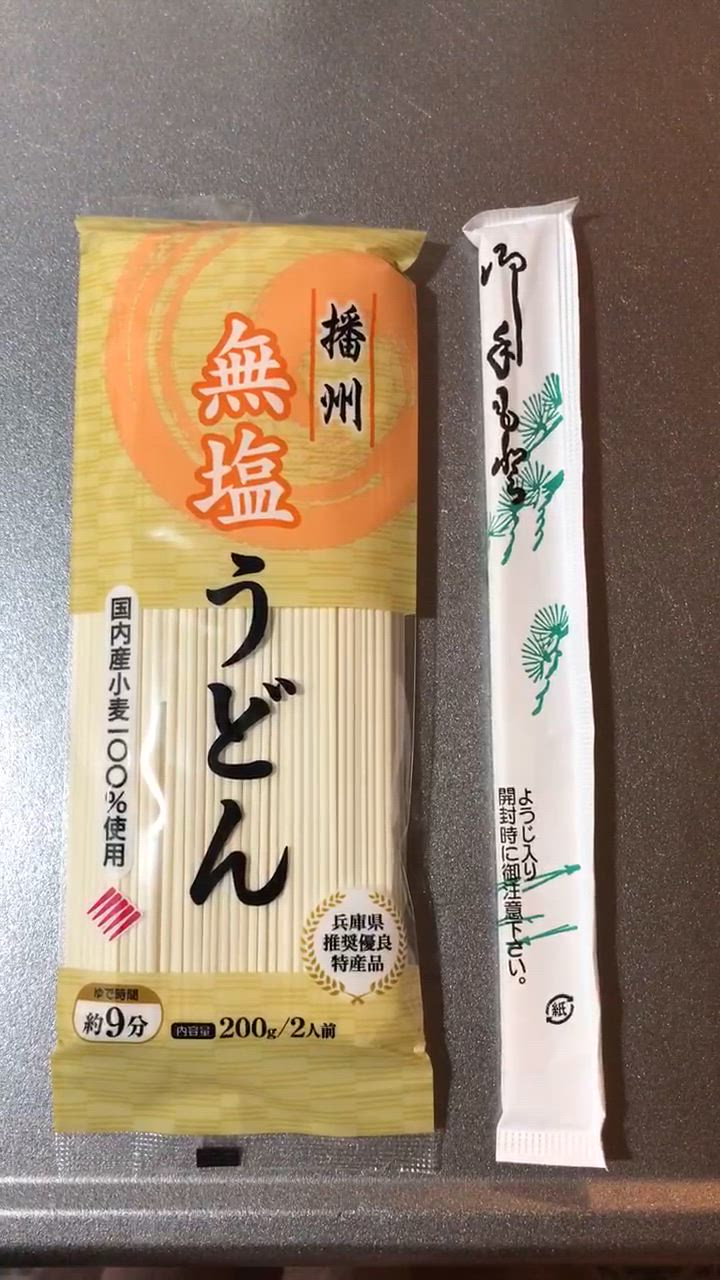 播州
無塩
うどん
国内産小麦一〇〇%使用
兵庫県
推奨優良
特産品
ゆで時間
約9分
内容量 200g/2人前
御手もと
ようじ入り
開封時に御注意下さい。
紙